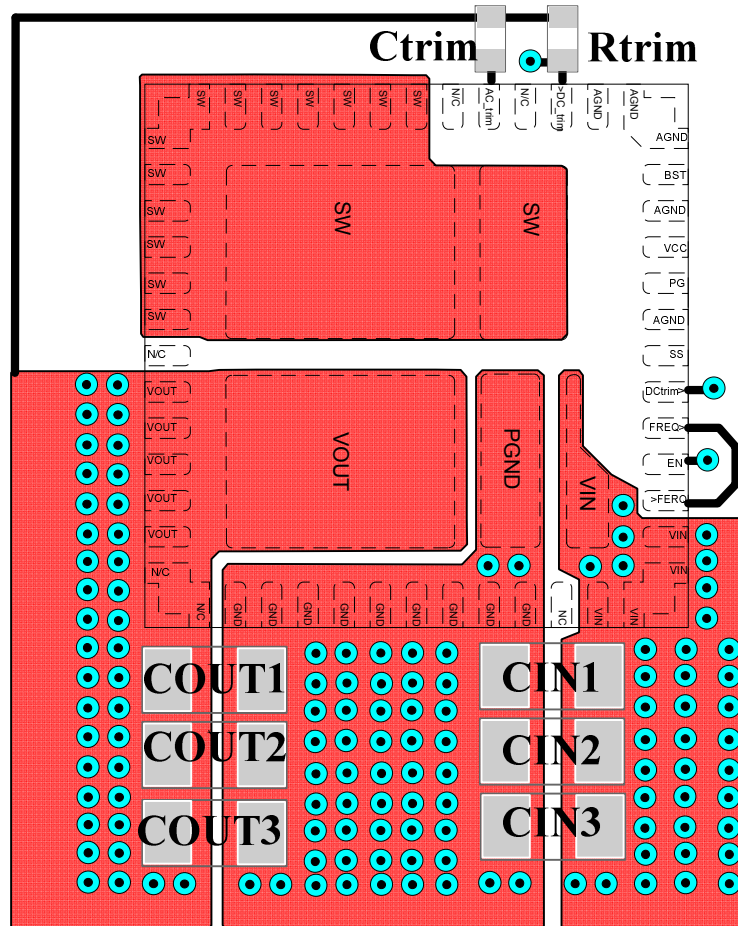 Ctrim Rtrim
SW SW SW SW SW SW SW N/C AC_trim N/C >DC_trim AGND AGND
SW AGND
SW BST
SW AGND
SW VCC
SW PG
SW AGND
N/C SS
SW SW
VOUT DCtrim>
VOUT FREQ>
VOUT EN
VOUT >FERQ
VOUT VIN
N/C VIN
VOUT PGND VIN
N/C GND GND GND GND GND GND GND GND GND NC VIN VIN
COUT1 CIN1
COUT2 CIN2
COUT3 CIN3